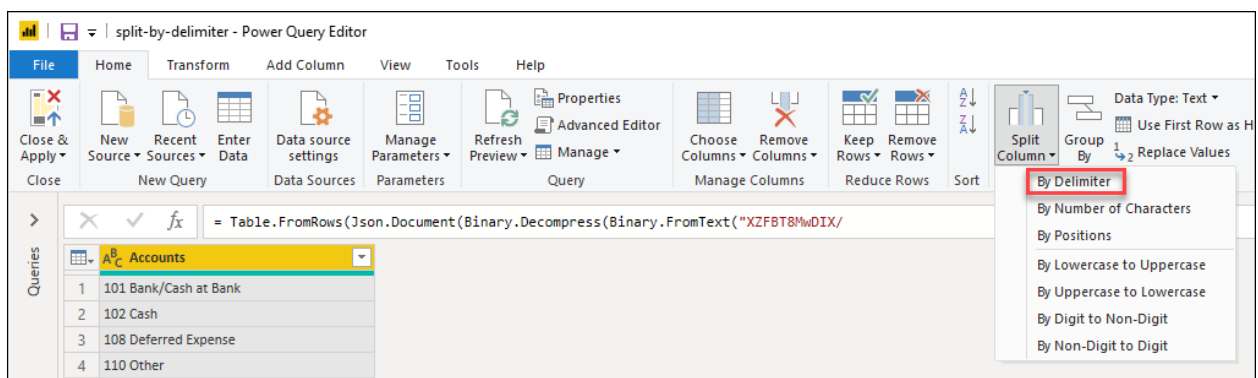 split-by-delimiter - Power Query Editor
File Home Transform Add Column View Tools Help
Close & Apply
New Source
Recent Sources
Enter Data
Data source settings
Manage Parameters
Refresh Preview
Properties
Advanced Editor
Manage
Choose Columns
Remove Columns
Keep Rows
Remove Rows
A Z
Z A
Split Column
Group By
Data Type: Text
Use First Row as H
1 2 Replace Values
Close New Query Data Sources Parameters Query Manage Columns Reduce Rows Sort
By Delimiter
By Number of Characters
By Positions
By Lowercase to Uppercase
By Uppercase to Lowercase
By Digit to Non-Digit
By Non-Digit to Digit
fx = Table.FromRows(Json.Document(Binary.Decompress(Binary.FromText("XZFBT8MwDIX/
Queries
ABC Accounts
1 101 Bank/Cash at Bank
2 102 Cash
3 108 Deferred Expense
4 110 Other